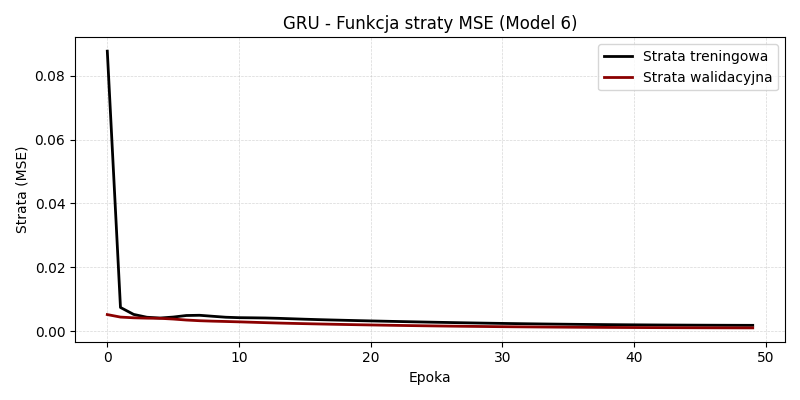 GRU - Funkcja straty MSE (Model 6)
Strata treningowa
Strata walidacyjna
Strata (MSE)
0.08
0.06
0.04
0.02
0.00
0 10 20 30 40 50
Epoka